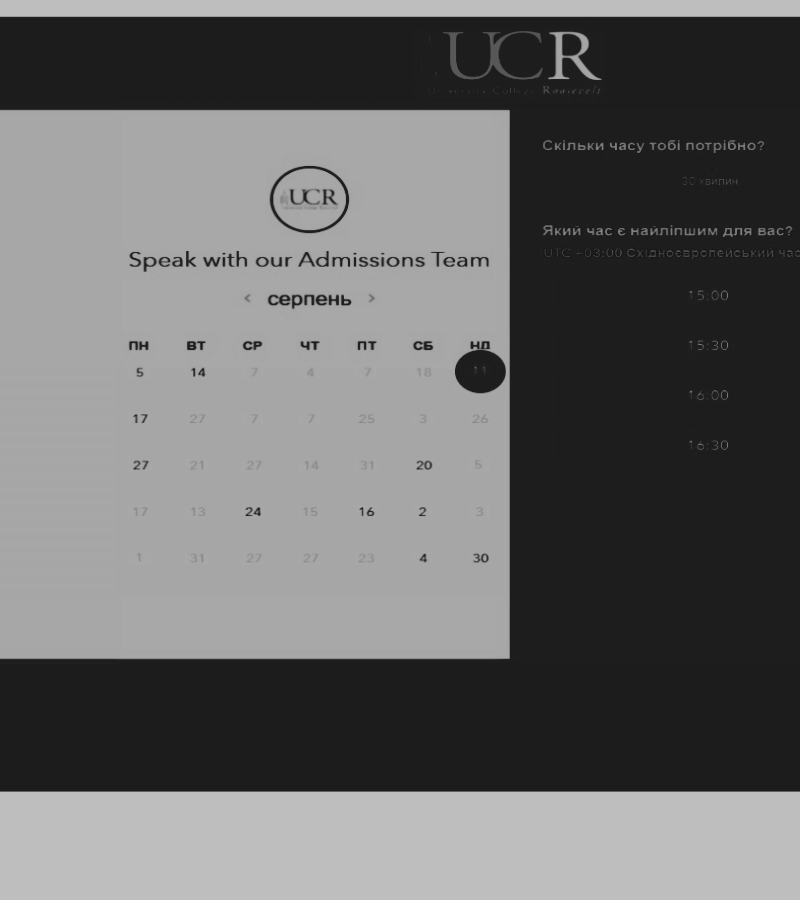 UCR
University College Roosevelt
UCR
Speak with our Admissions Team
< серпень >
ПН ВТ СР ЧТ ПТ СБ НД
5 14 7 4 7 18 11
17 27 7 7 25 3 26
27 21 27 14 31 20 5
17 13 24 15 16 2 3
1 31 27 27 23 4 30
Скільки часу тобі потрібно?
30 хвилин
Який час є найліпшим для вас?
UTC +03:00 Східноєвропейський час
15:00
15:30
16:00
16:30